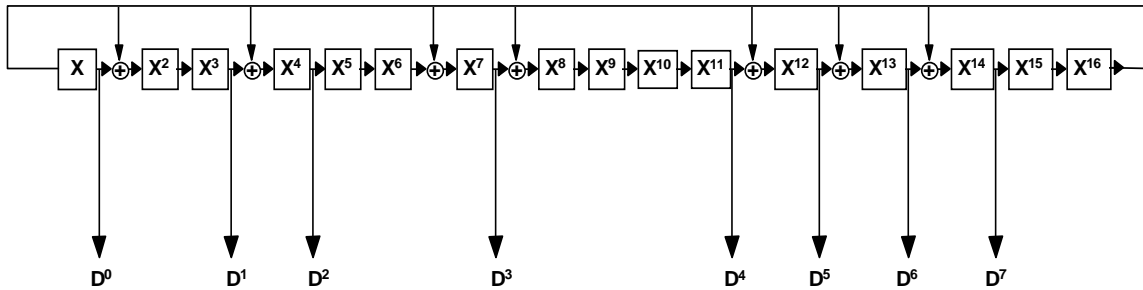 X X² X³ X⁴ X⁵ X⁶ X⁷ X⁸ X⁹ X¹⁰ X¹¹ X¹² X¹³ X¹⁴ X¹⁵ X¹⁶
D⁰ D¹ D² D³ D⁴ D⁵ D⁶ D⁷